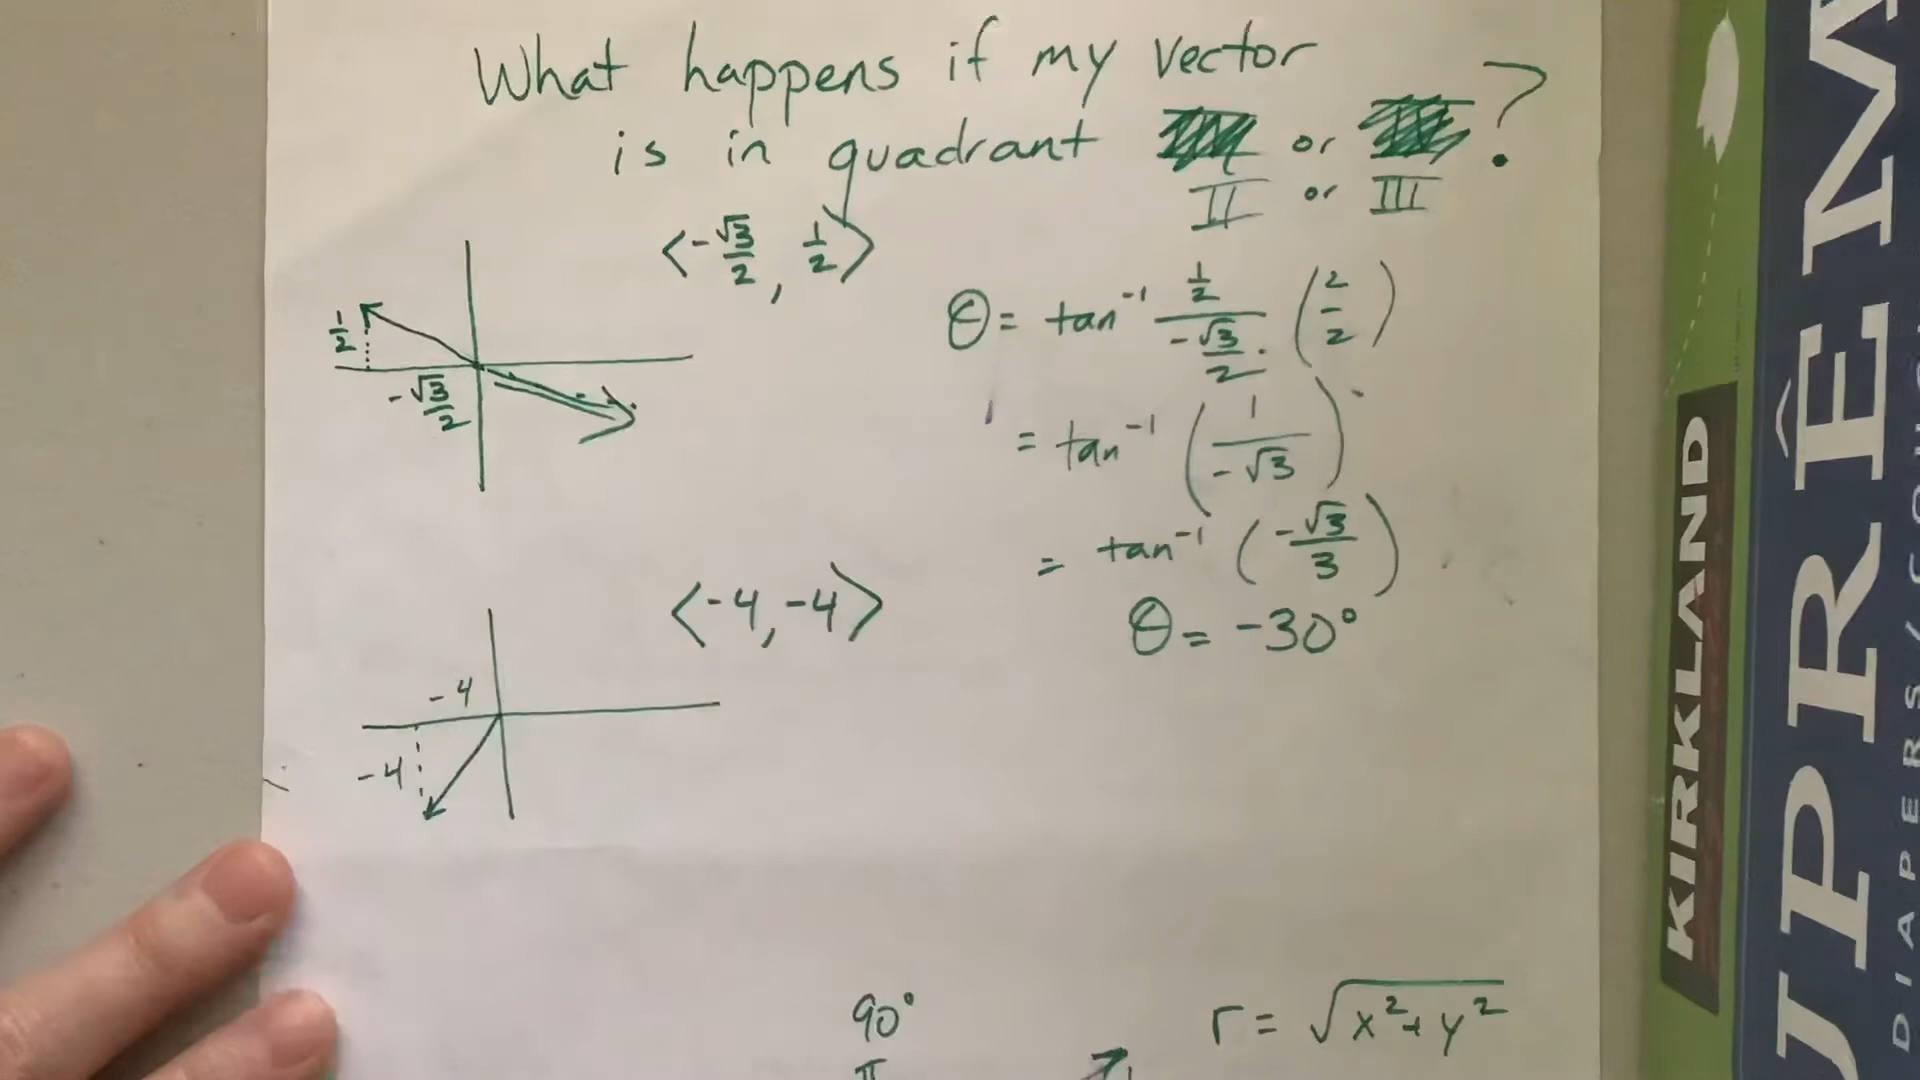 What happens if my vector
is in quadrant or ?
II or III
⟨-√3/2, 1/2⟩
θ = tan⁻¹ (1/2)/(-√3/2) · (2/2)
1/2
-√3/2
= tan⁻¹ (1/-√3)
= tan⁻¹ (-√3/3)
θ = -30°
⟨-4, -4⟩
-4
-4
90°
r = √x²+y²
KIRKLAND
DIAPERS